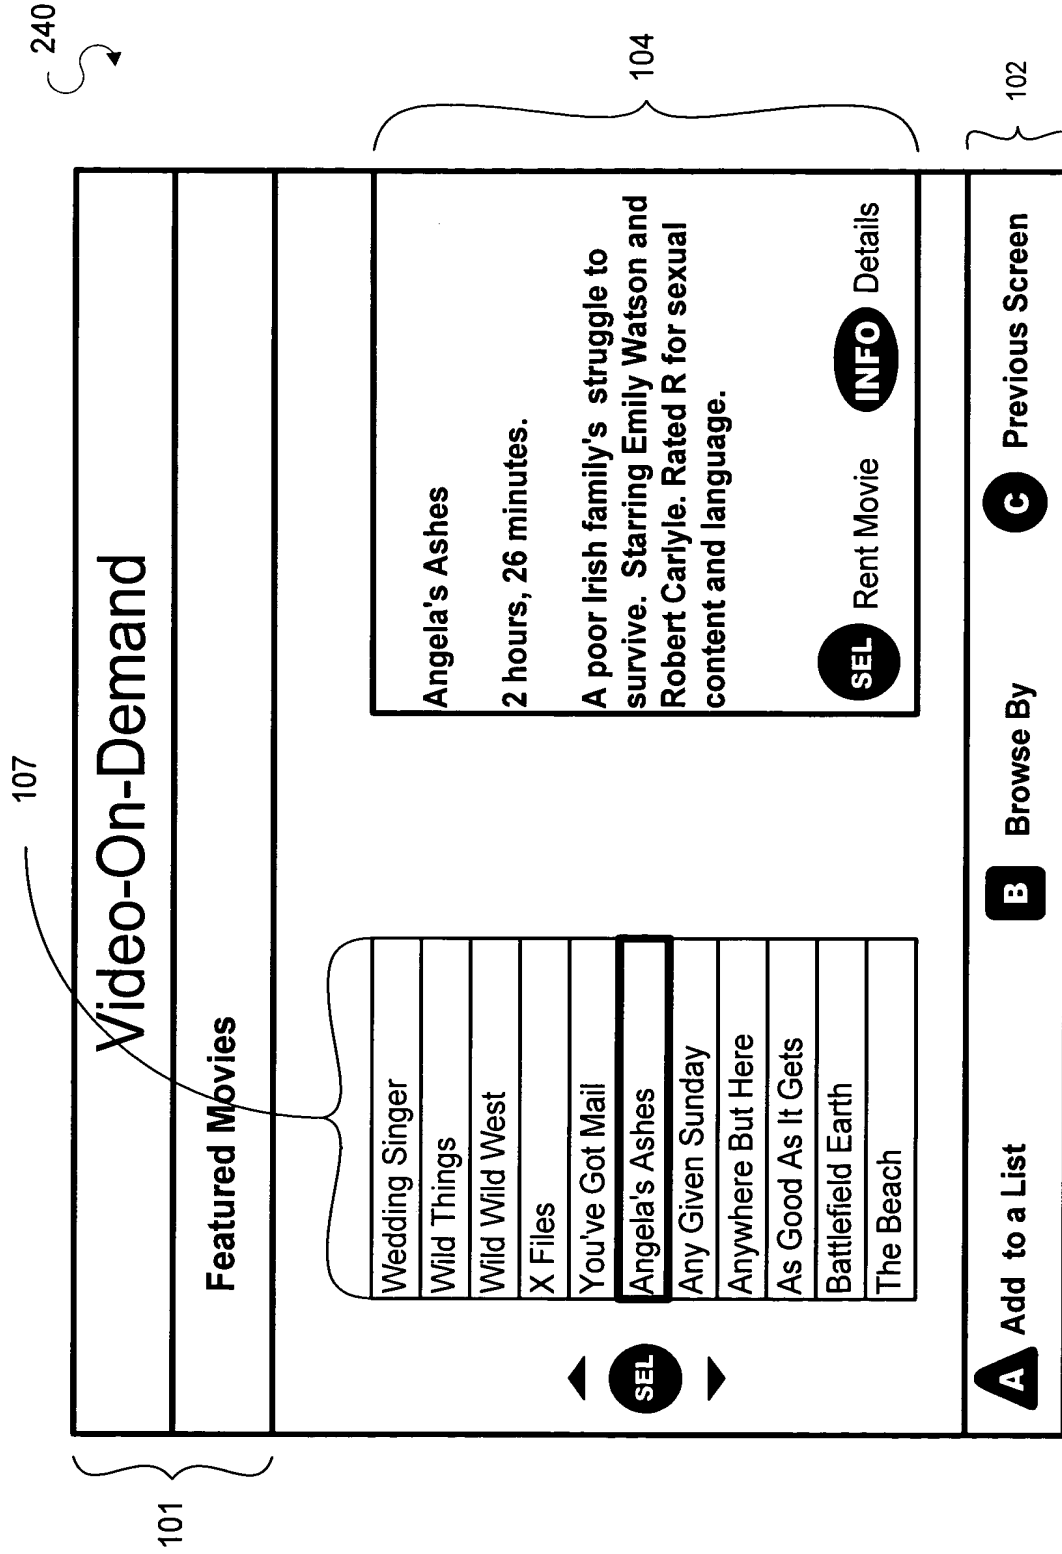 240
107
Video-On-Demand
101
Featured Movies
Wedding Singer
Wild Things
Wild Wild West
X Files
You've Got Mail
Angela's Ashes
Any Given Sunday
Anywhere But Here
As Good As It Gets
Battlefield Earth
The Beach
SEL
Angela's Ashes
2 hours, 26 minutes.
A poor Irish family's struggle to
survive. Starring Emily Watson and
Robert Carlyle. Rated R for sexual
content and language.
SEL Rent Movie INFO Details
104
A Add to a List B Browse By C Previous Screen
102